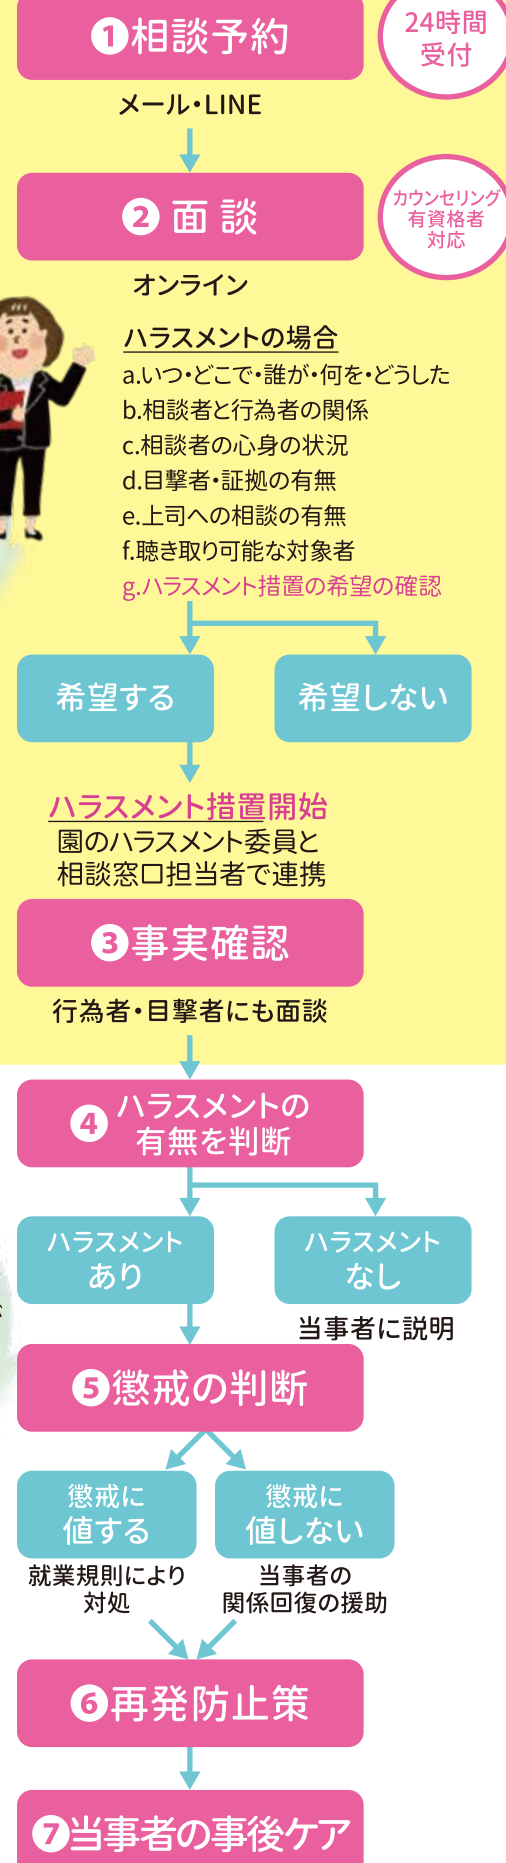 ❶相談予約
24時間
受付
メール・LINE
❷面談
カウンセリング
有資格者
対応
オンライン
ハラスメントの場合
a.いつ・どこで・誰が・何を・どうした
b.相談者と行為者の関係
c.相談者の心身の状況
d.目撃者・証拠の有無
e.上司への相談の有無
f.聴き取り可能な対象者
g.ハラスメント措置の希望の確認
希望する
希望しない
ハラスメント措置開始
園のハラスメント委員と
相談窓口担当者で連携
❸事実確認
行為者・目撃者にも面談
❹ハラスメントの
有無を判断
ハラスメント
あり
ハラスメント
なし
当事者に説明
❺懲戒の判断
懲戒に
値する
懲戒に
値しない
就業規則により
対処
当事者の
関係回復の援助
❻再発防止策
❼当事者の事後ケア